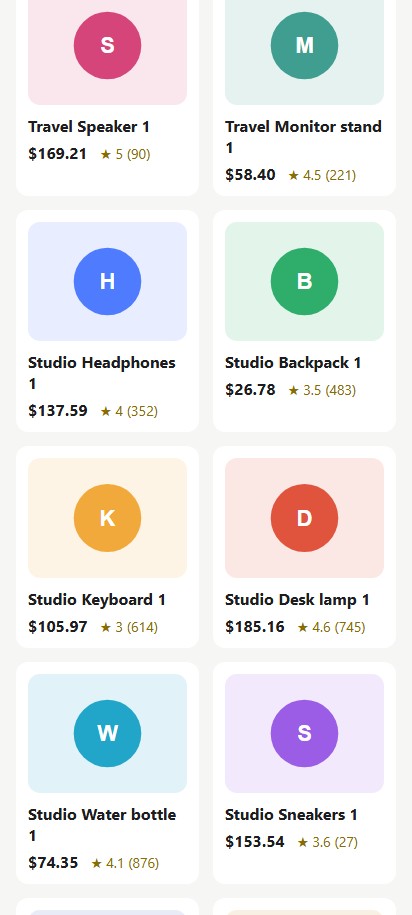 S
Travel Speaker 1
$169.21 ★ 5 (90)
M
Travel Monitor stand
1
$58.40 ★ 4.5 (221)
H
Studio Headphones
1
$137.59 ★ 4 (352)
B
Studio Backpack 1
$26.78 ★ 3.5 (483)
K
Studio Keyboard 1
$105.97 ★ 3 (614)
D
Studio Desk lamp 1
$185.16 ★ 4.6 (745)
W
Studio Water bottle
1
$74.35 ★ 4.1 (876)
S
Studio Sneakers 1
$153.54 ★ 3.6 (27)